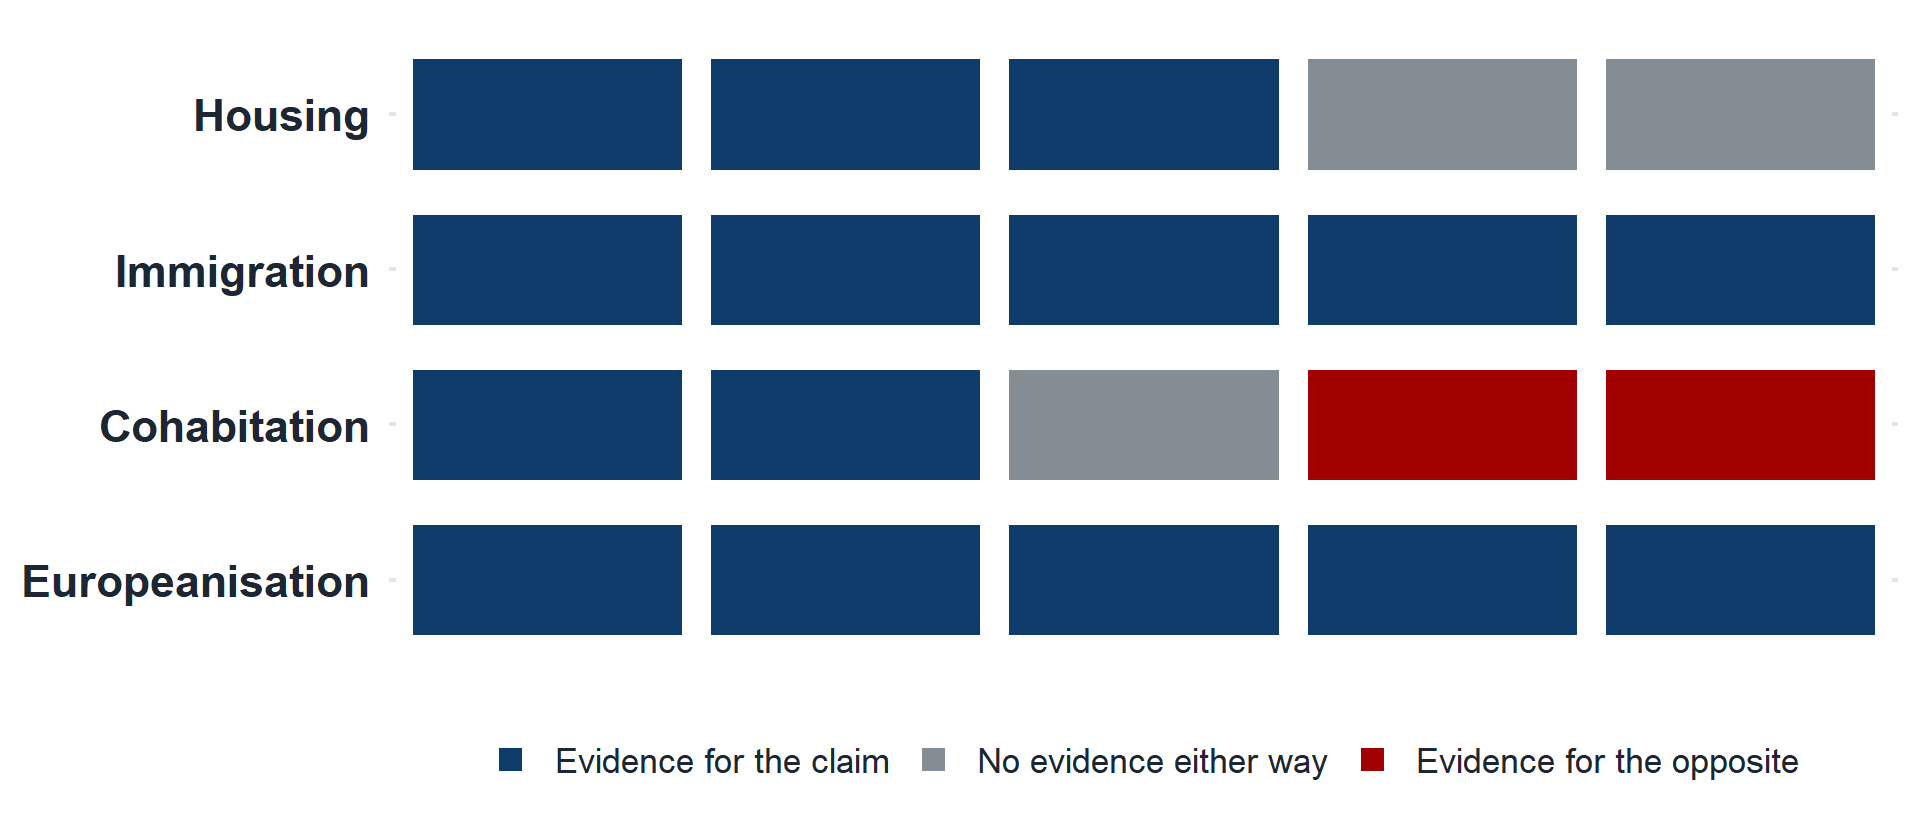 Housing
Immigration
Cohabitation
Europeanisation
Evidence for the claim No evidence either way Evidence for the opposite